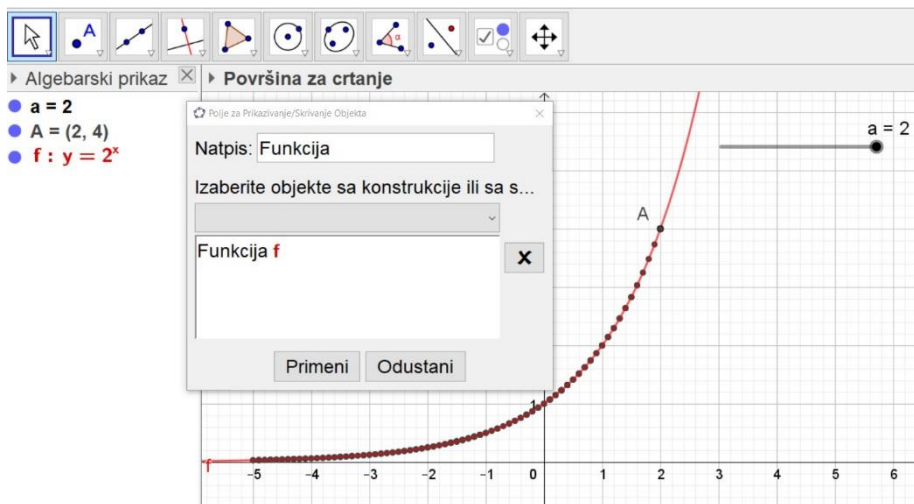 A
α
Algebarski prikaz
Površina za crtanje
a = 2
A = (2, 4)
f : y = 2ˣ
Polje za Prikazivanje/Skrivanje Objekta
Natpis: Funkcija
Izaberite objekte sa konstrukcije ili sa s...
Funkcija f
X
Primeni Odustani
a = 2
A
1
f
-5 -4 -3 -2 -1 0 1 2 3 4 5 6